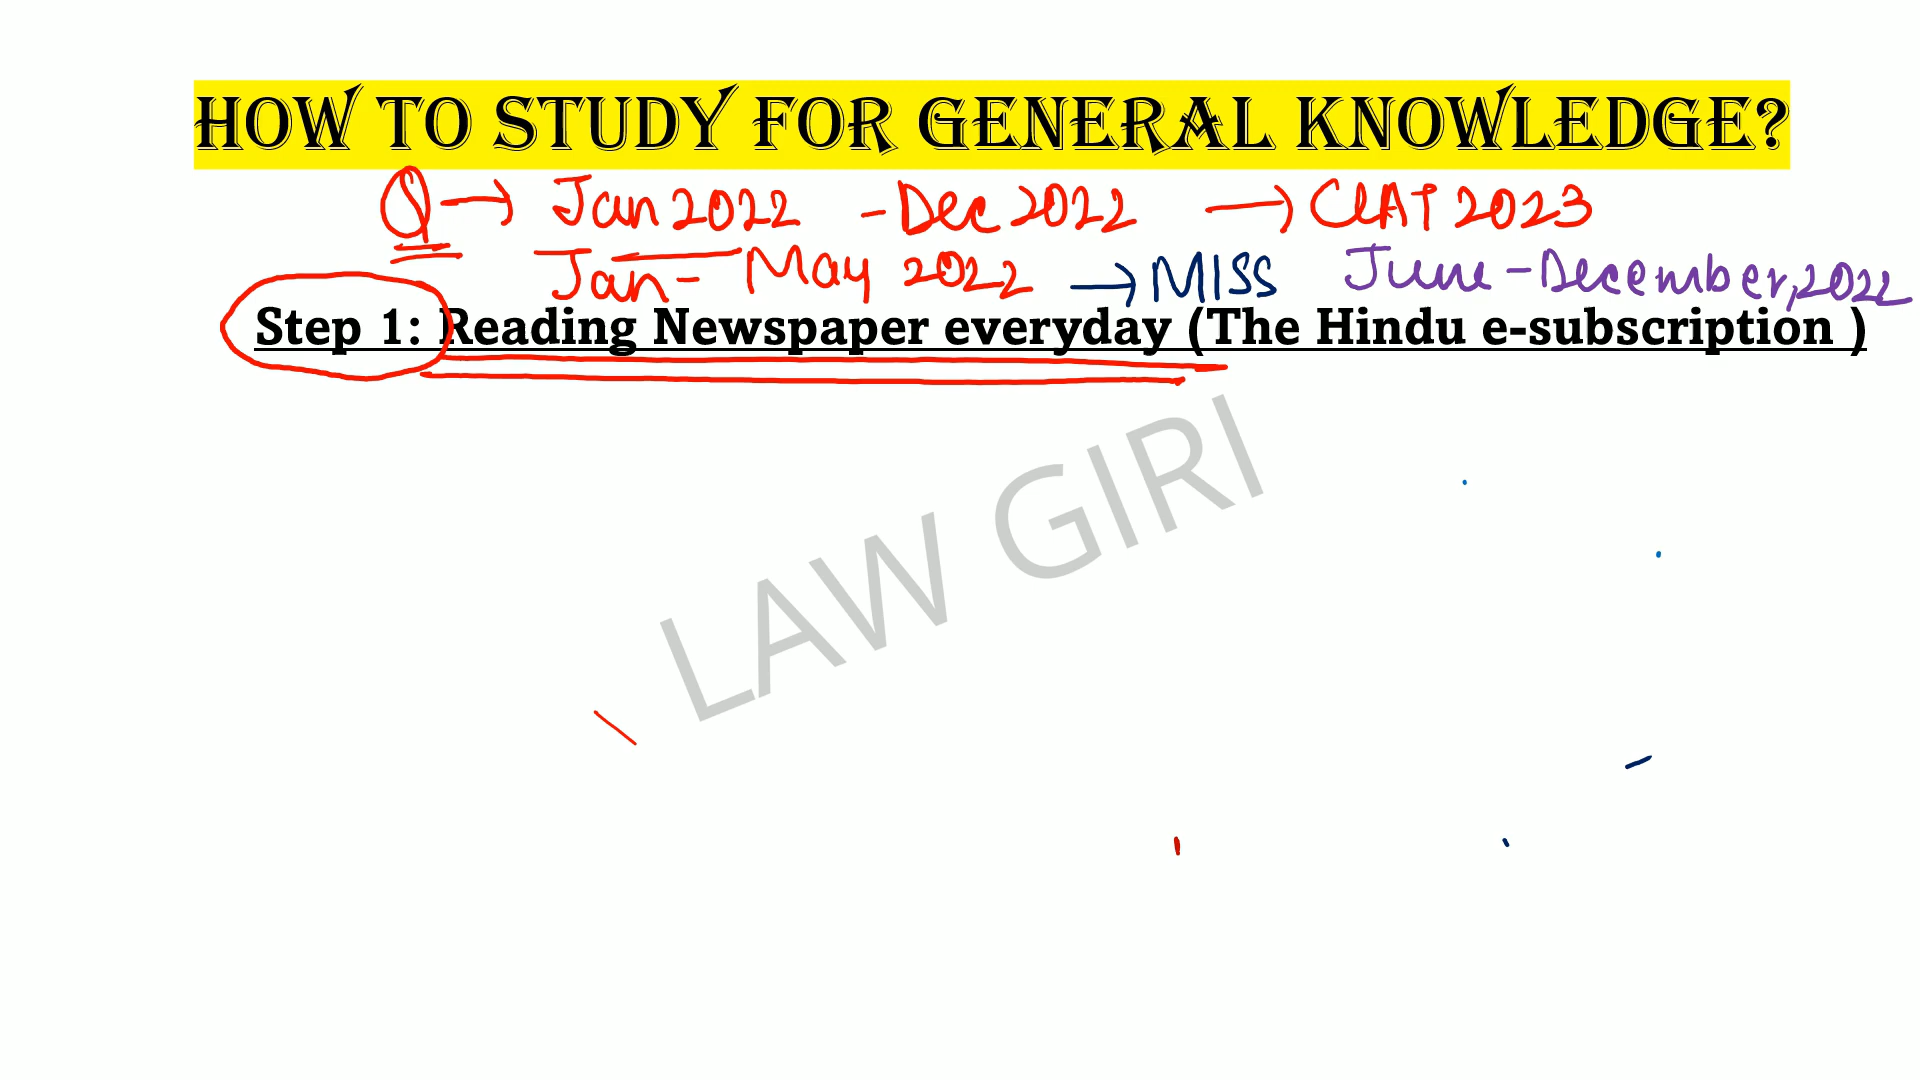 HOW TO STUDY FOR GENERAL KNOWLEDGE?
Q → Jan 2022 - Dec 2022 → CLAT 2023
Jan - May 2022 → MISS June - December, 2022
Step 1: Reading Newspaper everyday (The Hindu e-subscription )
LAW GIRI